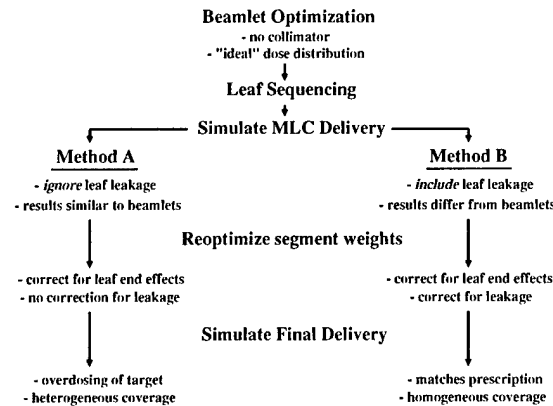 Beamlet Optimization
- no collimator
- "ideal" dose distribution
Leaf Sequencing
Simulate MLC Delivery
Method A
- ignore leaf leakage
- results similar to beamlets
Method B
- include leaf leakage
- results differ from beamlets
Reoptimize segment weights
- correct for leaf end effects
- no correction for leakage
- correct for leaf end effects
- correct for leakage
Simulate Final Delivery
- overdosing of target
- heterogeneous coverage
- matches prescription
- homogeneous coverage